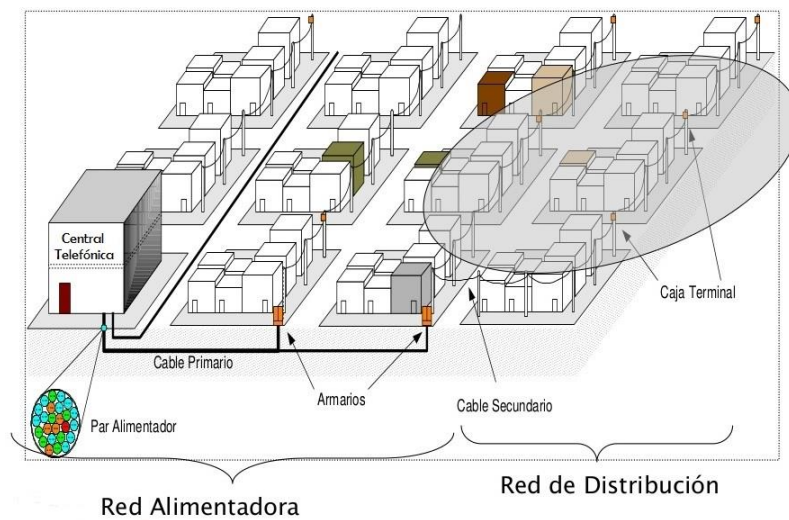 Central
Telefónica
Caja Terminal
Cable Primario
Armarios
Cable Secundario
Par Alimentador
Red de Distribución
Red Alimentadora